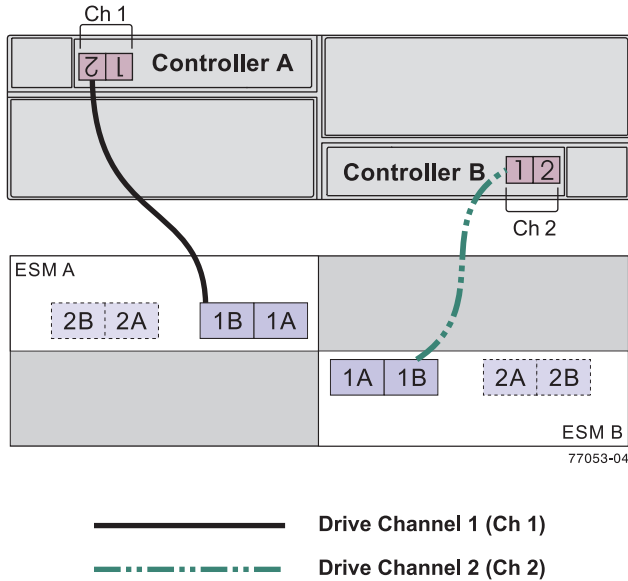 Ch 1
2 1 Controller A
Controller B 1 2
Ch 2
ESM A
2B 2A 1B 1A
1A 1B 2A 2B
ESM B
77053-04
Drive Channel 1 (Ch 1)
Drive Channel 2 (Ch 2)